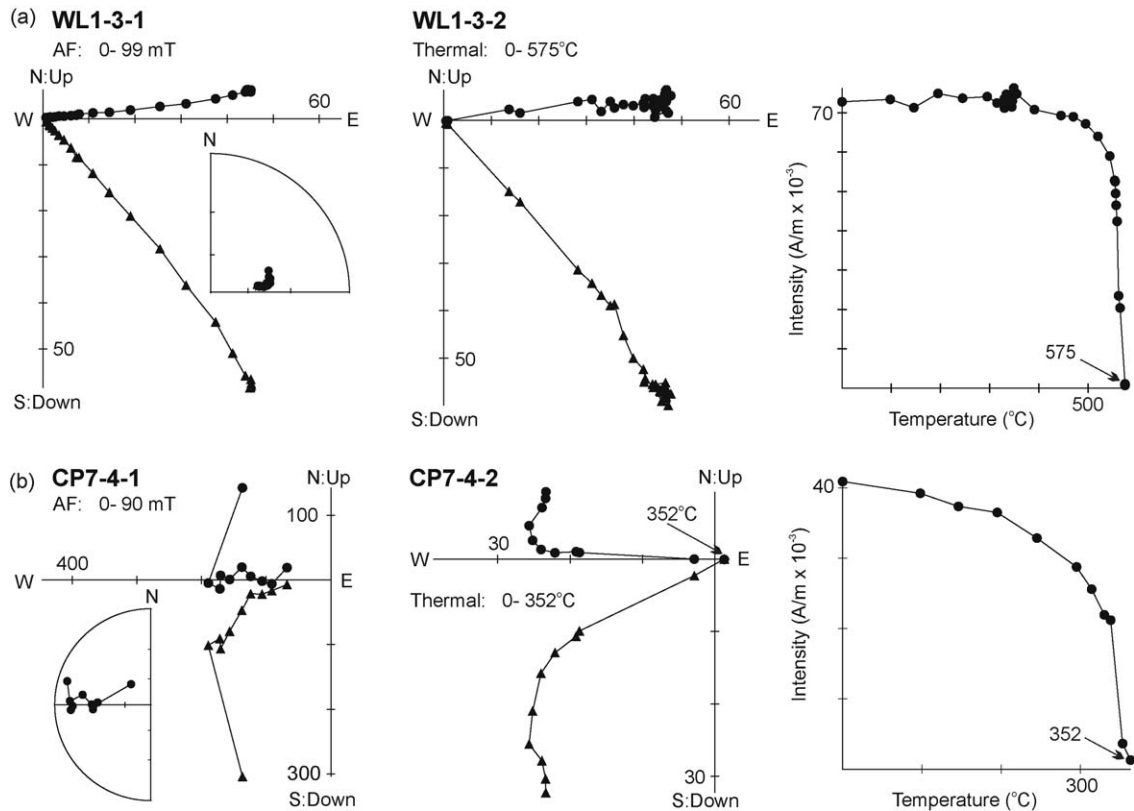 (a) WL1-3-1
AF: 0- 99 mT
N:Up
W
60
E
N
50
S:Down
WL1-3-2
Thermal: 0- 575°C
N:Up
W
60
E
50
S:Down
70
Intensity (A/m x 10⁻³)
575
500
Temperature (°C)
(b) CP7-4-1
AF: 0- 90 mT
N:Up
100
400
W
E
N
300
S:Down
CP7-4-2
N:Up
352°C
30
W
E
Thermal: 0- 352°C
30
S:Down
40
Intensity (A/m x 10⁻³)
352
300
Temperature (°C)